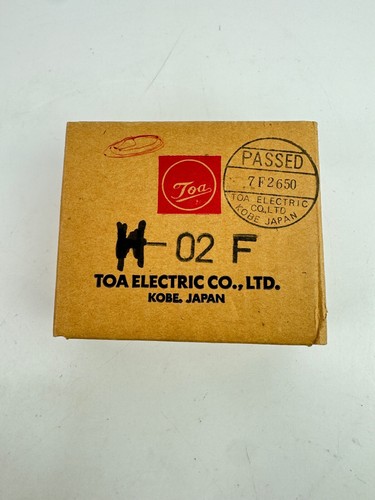 Toa
PASSED
7F2650
TOA ELECTRIC
CO., LTD
KOBE JAPAN
-02 F
TOA ELECTRIC CO., LTD.
KOBE, JAPAN